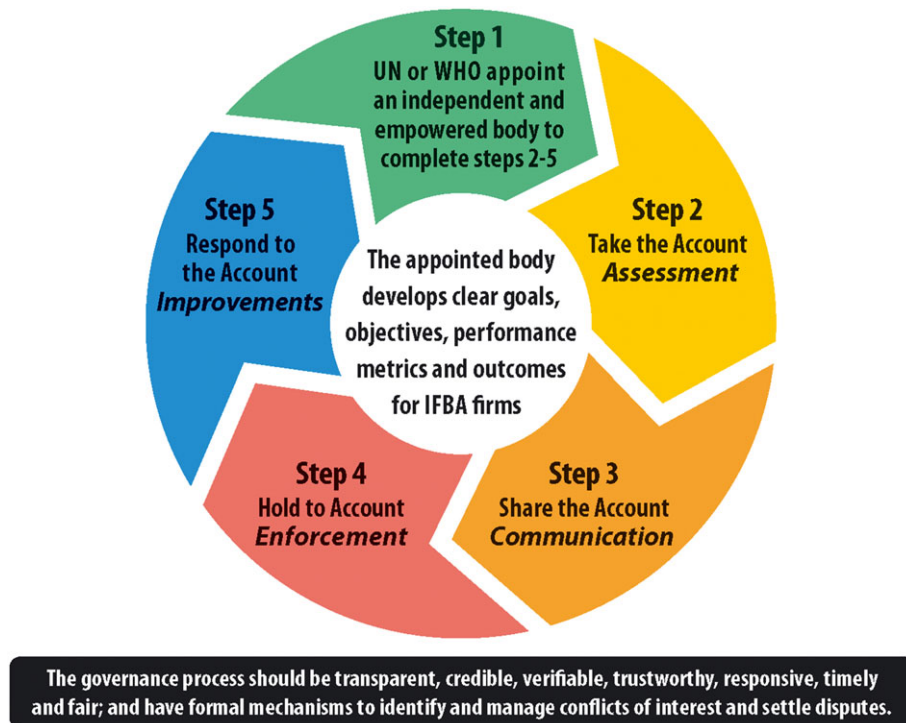 Step 1
UN or WHO appoint
an independent and
empowered body to
complete steps 2-5
Step 2
Take the Account
Assessment
Step 3
Share the Account
Communication
Step 4
Hold to Account
Enforcement
Step 5
Respond to
the Account
Improvements
The appointed body
develops clear goals,
objectives, performance
metrics and outcomes
for IFBA firms
The governance process should be transparent, credible, verifiable, trustworthy, responsive, timely
and fair; and have formal mechanisms to identify and manage conflicts of interest and settle disputes.